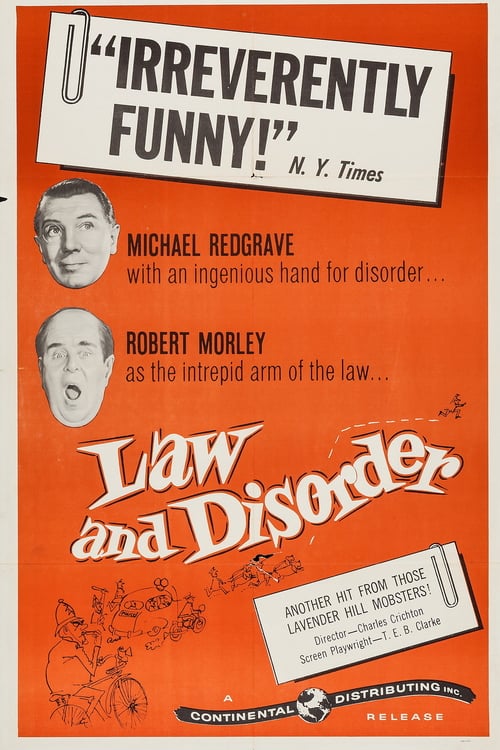 “IRREVERENTLY
FUNNY!”
N. Y. Times
MICHAEL REDGRAVE
with an ingenious hand for disorder...
ROBERT MORLEY
as the intrepid arm of the law...
Law
and Disorder
ANOTHER HIT FROM THOSE
LAVENDER HILL MOBSTERS!
Director—Charles Crichton
Screen Playwright—T. E. B. Clarke
A
CONTINENTAL DISTRIBUTING INC.
RELEASE